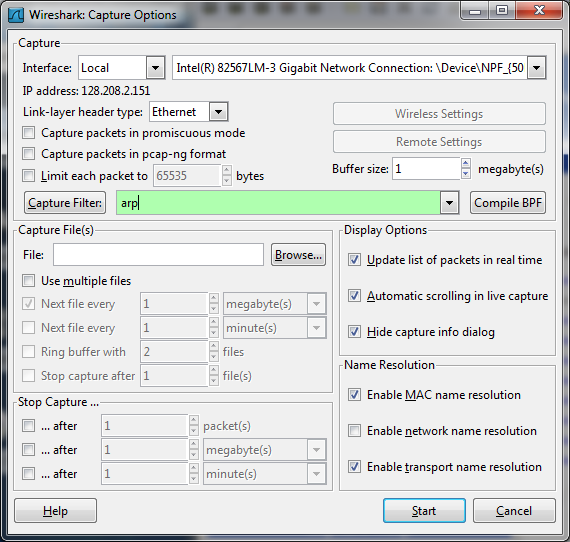 Wireshark: Capture Options
Capture
Interface: Local Intel(R) 82567LM-3 Gigabit Network Connection: \Device\NPF_{50
IP address: 128.208.2.151
Link-layer header type: Ethernet Wireless Settings
Capture packets in promiscuous mode Remote Settings
Capture packets in pcap-ng format
Limit each packet to 65535 bytes Buffer size: 1 megabyte(s)
Capture Filter: arp Compile BPF
Capture File(s)
File: Browse...
Use multiple files
Next file every 1 megabyte(s)
Next file every 1 minute(s)
Ring buffer with 2 files
Stop capture after 1 file(s)
Display Options
Update list of packets in real time
Automatic scrolling in live capture
Hide capture info dialog
Stop Capture ...
... after 1 packet(s)
... after 1 megabyte(s)
... after 1 minute(s)
Name Resolution
Enable MAC name resolution
Enable network name resolution
Enable transport name resolution
Help Start Cancel